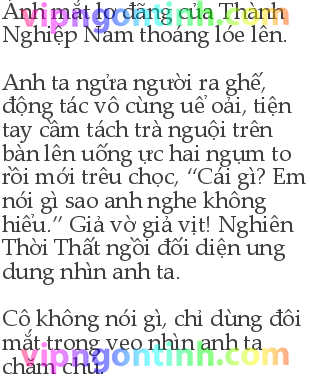 Ánh mắt lơ đãng của Thành
Nghiệp Nam thoáng lóe lên.
Anh ta ngửa người ra ghế,
động tác vô cùng uể oải, tiện
tay cầm tách trà nguội trên
bàn lên uống ực hai ngụm to
rồi mới trêu chọc, “Cái gì? Em
nói gì sao anh nghe không
hiểu.” Giả vờ giả vịt! Nghiên
Thời Thất ngồi đối diện ung
dung nhìn anh ta.
Cô không nói gì, chỉ dùng đôi
mắt trong veo nhìn anh ta
chăm chú.
vipngontinh.com
vipngontinh.com